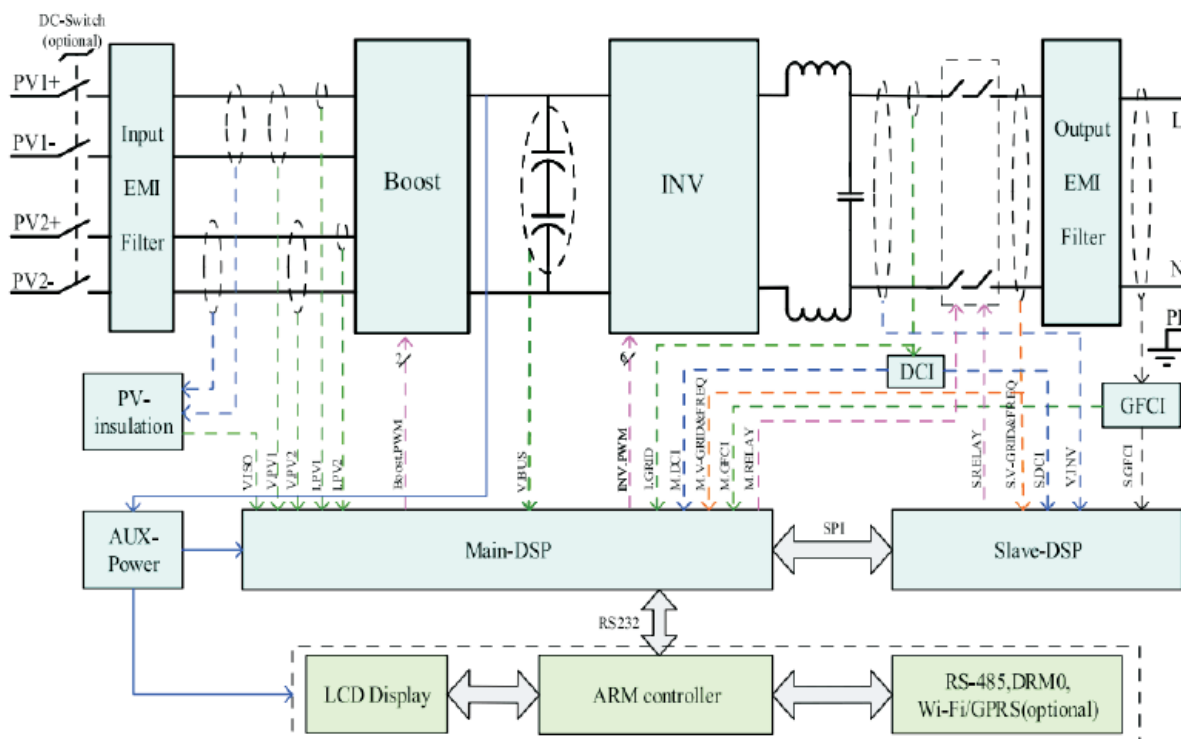 DC-Switch
(optional)
PV1+
PV1-
PV2+
PV2-
Input
EMI
Filter
Boost
INV
Output
EMI
Filter
L
N
PE
PV-
insulation
DCI
GFCI
2
6
V.ISO
V.PV1
V.PV2
I.PV1
I.PV2
Boost.PWM
V.BUS
INV.PWM
I.GRID
M.DCI
M.V-GRID&FREQ
M.GFCI
M.RELAY
S.RELAY
S.V-GRID&FREQ
S.DCI
V.INV
S.GFCI
AUX-
Power
Main-DSP
SPI
Slave-DSP
RS232
LCD Display
ARM controller
RS-485,DRM0,
Wi-Fi/GPRS(optional)